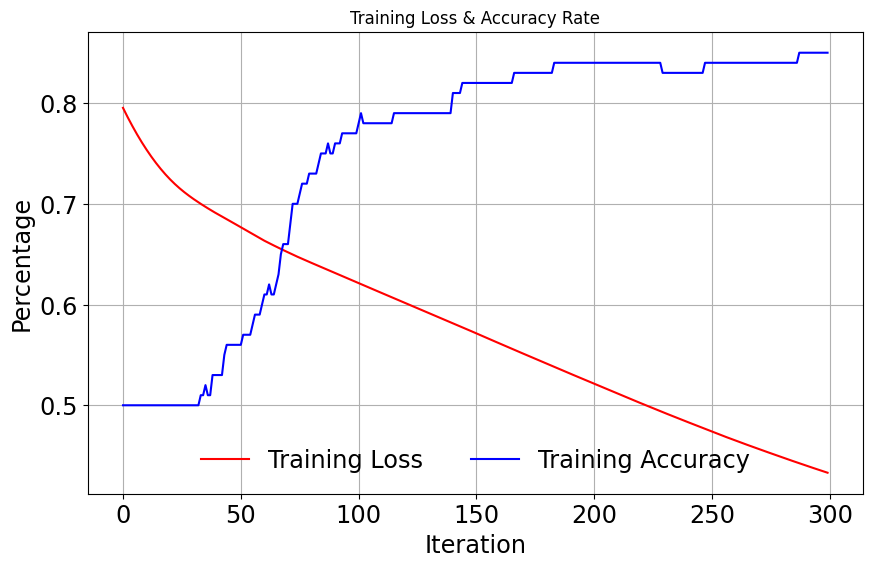 Training Loss & Accuracy Rate
Percentage
0.8
0.7
0.6
0.5
Training Loss Training Accuracy
0 50 100 150 200 250 300
Iteration